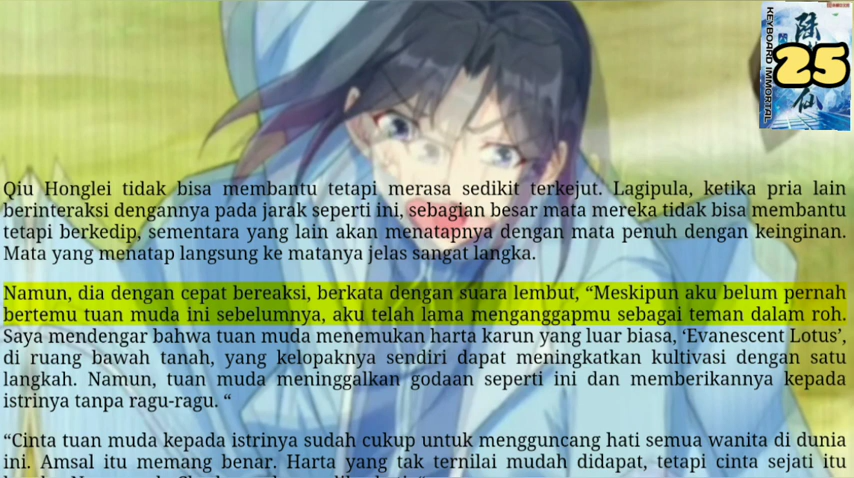 KEYBOARD IMMORTAL
25
Qiu Honglei tidak bisa membantu tetapi merasa sedikit terkejut. Lagipula, ketika pria lain
berinteraksi dengannya pada jarak seperti ini, sebagian besar mata mereka tidak bisa membantu
tetapi berkedip, sementara yang lain akan menatapnya dengan mata penuh dengan keinginan.
Mata yang menatap langsung ke matanya jelas sangat langka.
Namun, dia dengan cepat bereaksi, berkata dengan suara lembut, “Meskipun aku belum pernah
bertemu tuan muda ini sebelumnya, aku telah lama menganggapmu sebagai teman dalam roh.
Saya mendengar bahwa tuan muda menemukan harta karun yang luar biasa, ‘Evanescent Lotus’,
di ruang bawah tanah, yang kelopaknya sendiri dapat meningkatkan kultivasi dengan satu
langkah. Namun, tuan muda meninggalkan godaan seperti ini dan memberikannya kepada
istrinya tanpa ragu-ragu. “
“Cinta tuan muda kepada istrinya sudah cukup untuk mengguncang hati semua wanita di dunia
ini. Amsal itu memang benar. Harta yang tak ternilai mudah didapat, tetapi cinta sejati itu